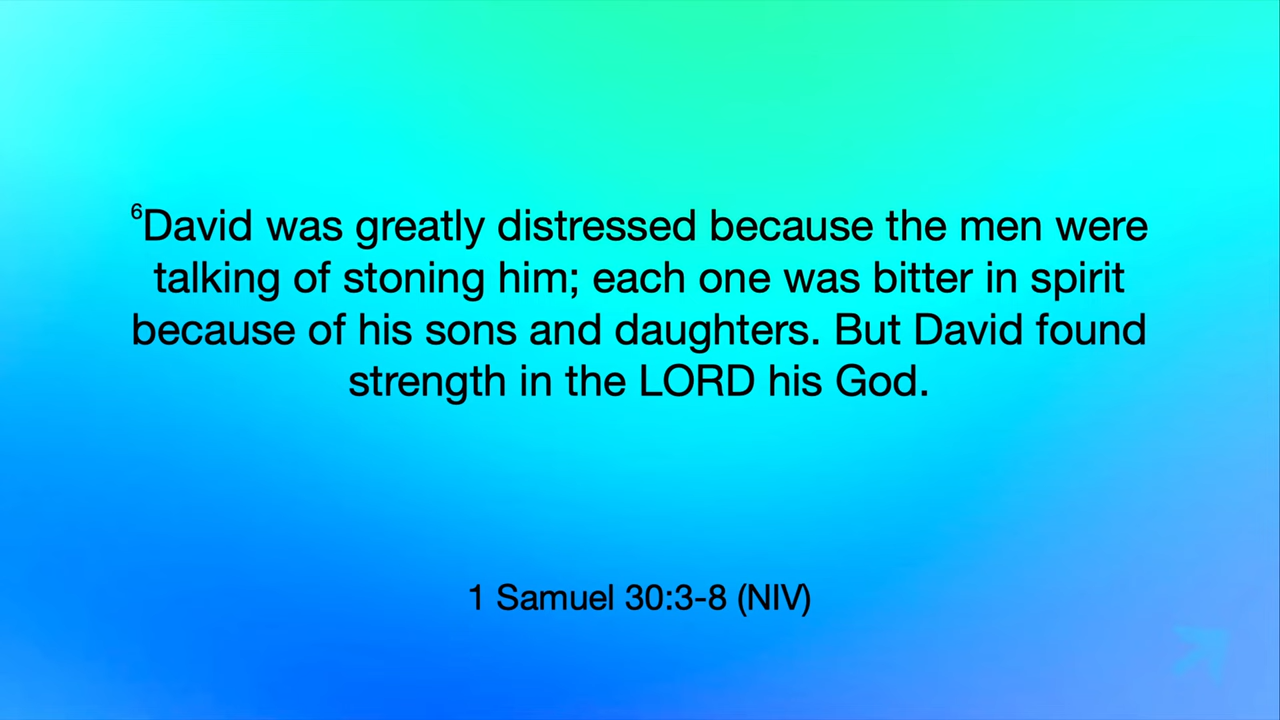 ⁶David was greatly distressed because the men were
talking of stoning him; each one was bitter in spirit
because of his sons and daughters. But David found
strength in the LORD his God.
1 Samuel 30:3-8 (NIV)